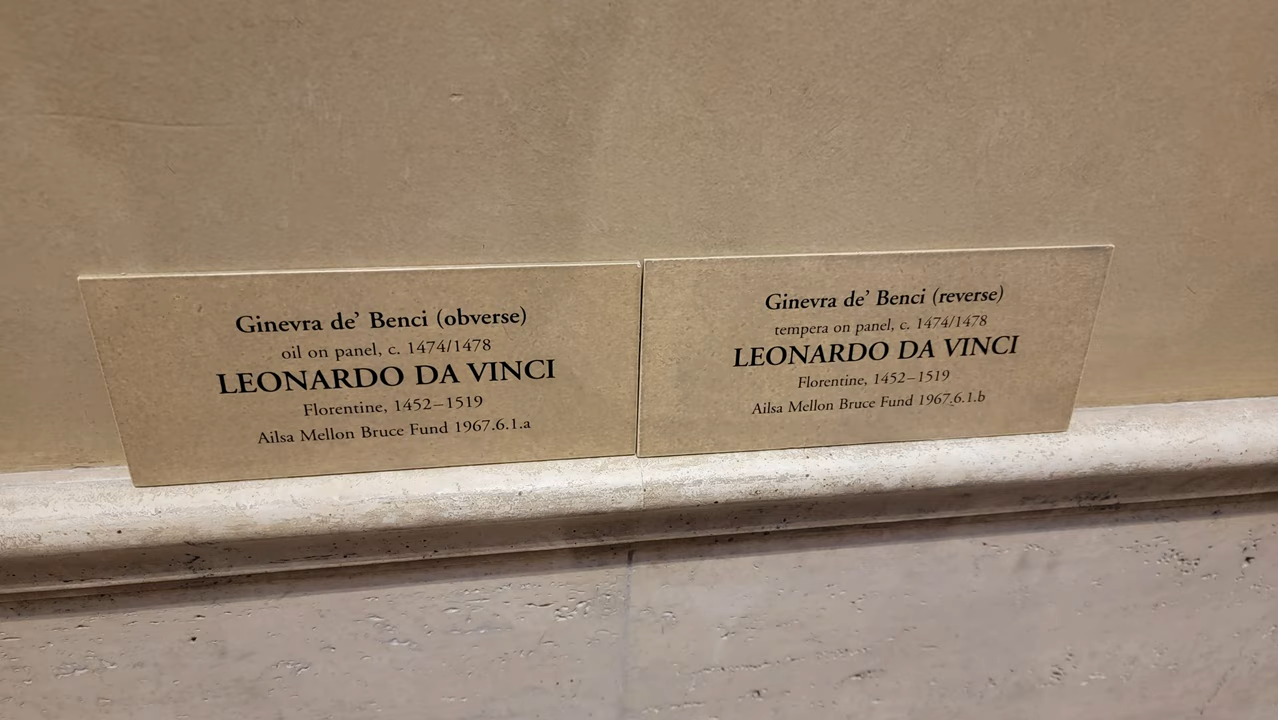 Ginevra de’ Benci (obverse)
oil on panel, c. 1474/1478
LEONARDO DA VINCI
Florentine, 1452–1519
Ailsa Mellon Bruce Fund 1967.6.1.a
Ginevra de’ Benci (reverse)
tempera on panel, c. 1474/1478
LEONARDO DA VINCI
Florentine, 1452–1519
Ailsa Mellon Bruce Fund 1967.6.1.b